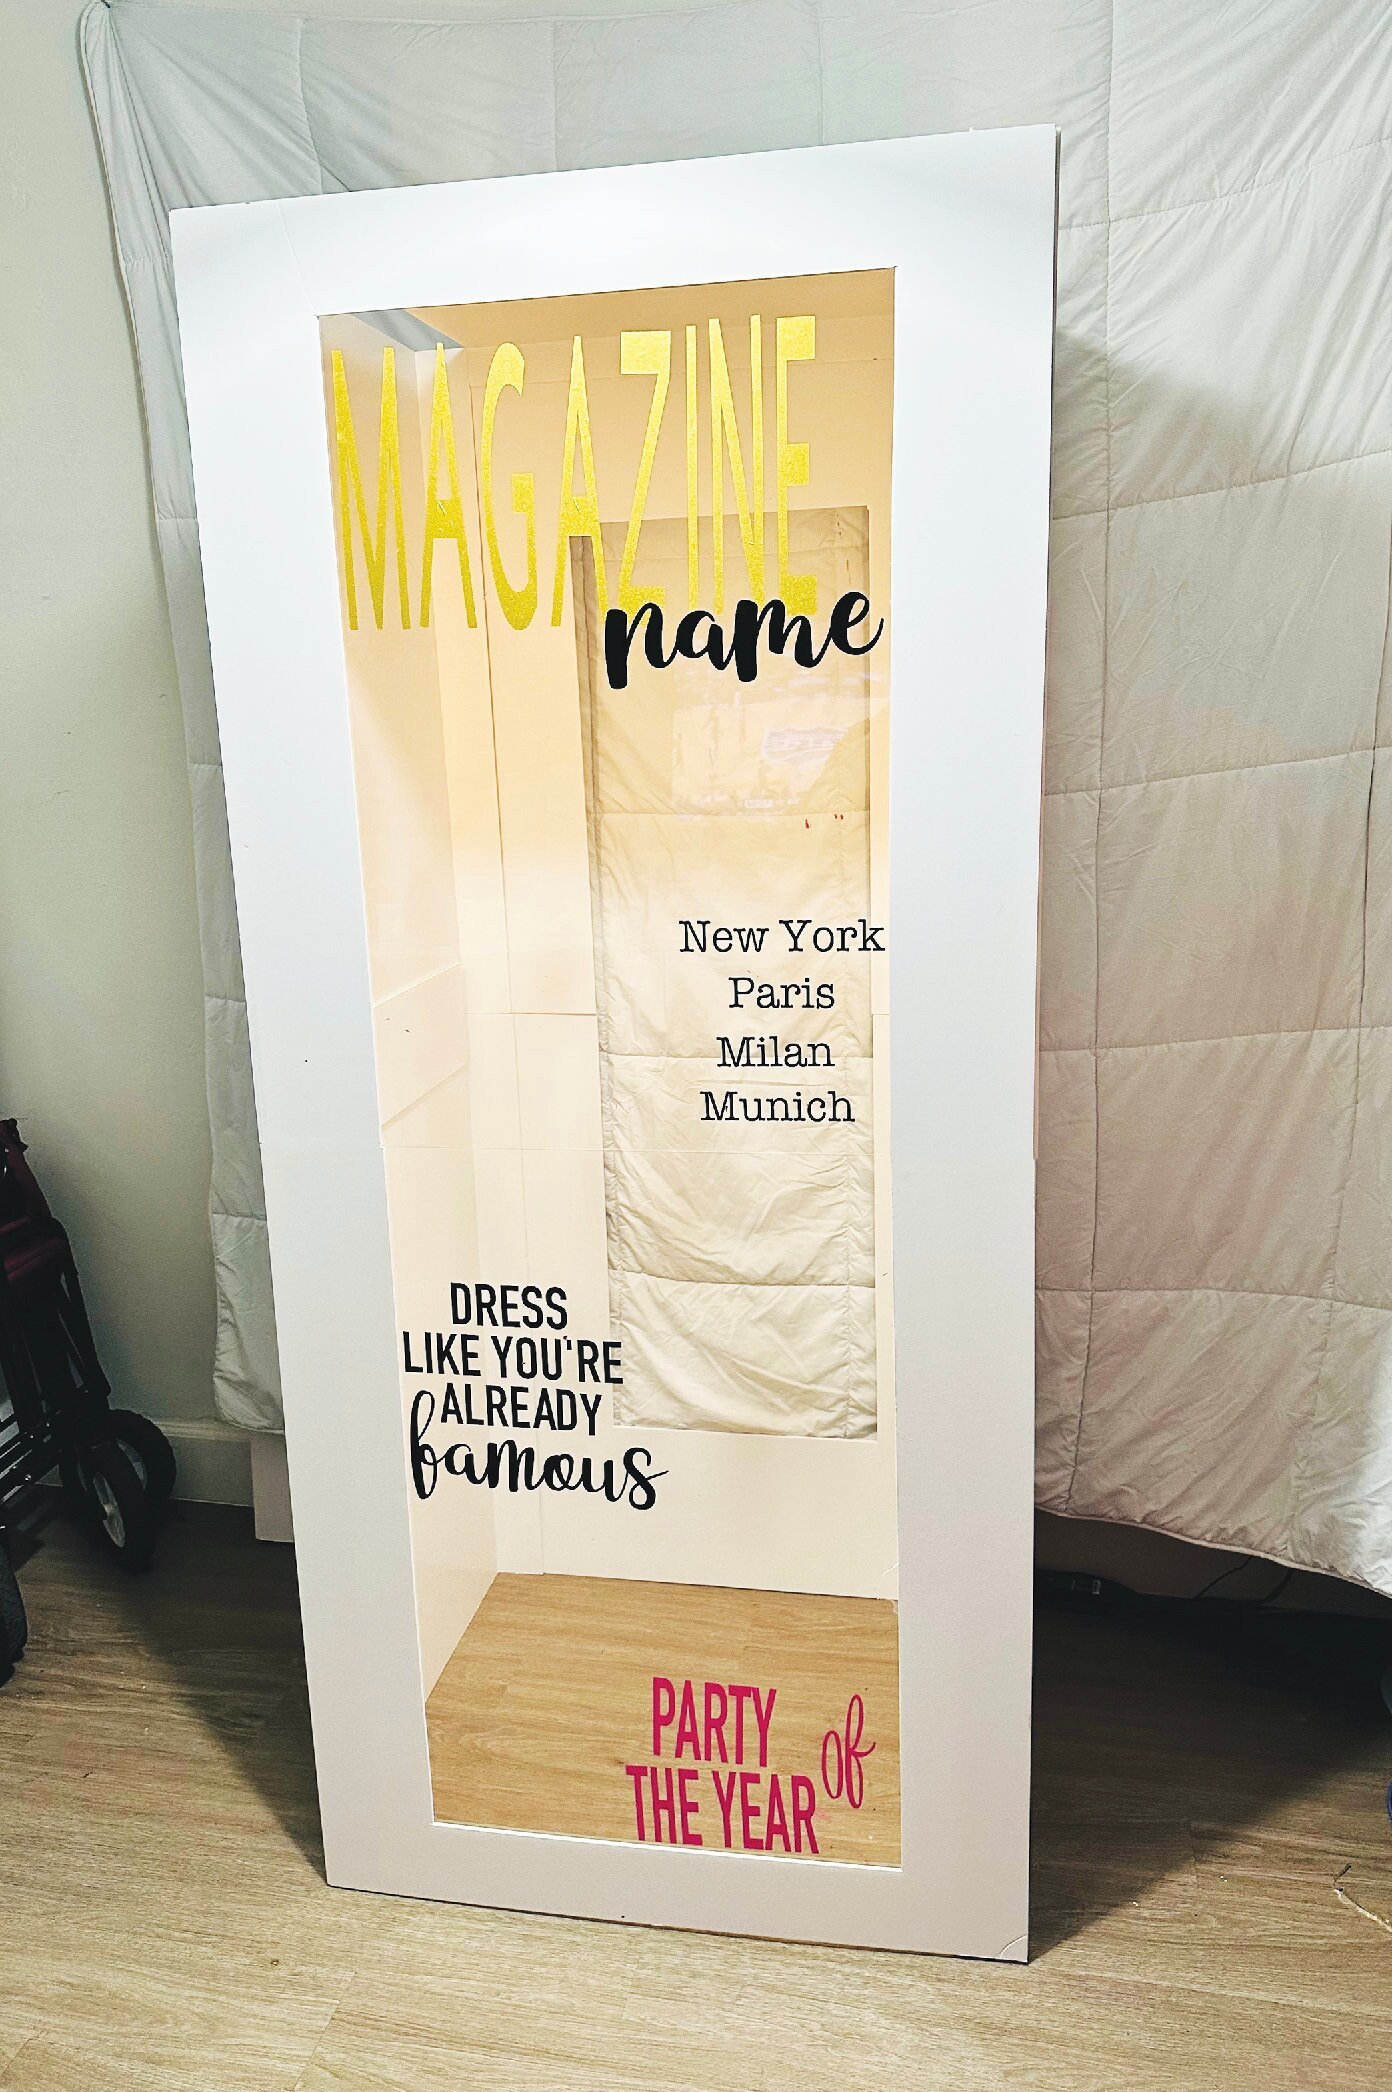 MAGAZINE
name
New York
Paris
Milan
Munich
DRESS
LIKE YOU'RE
ALREADY
famous
PARTY of
THE YEAR